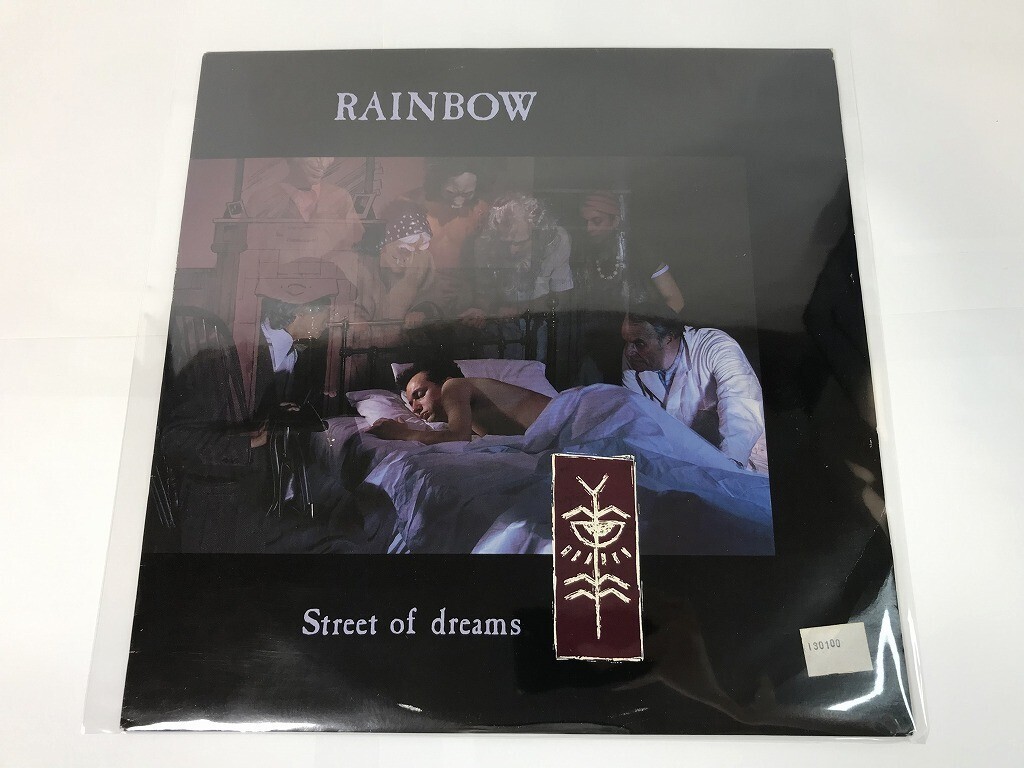 RAINBOW
Street of dreams
130100